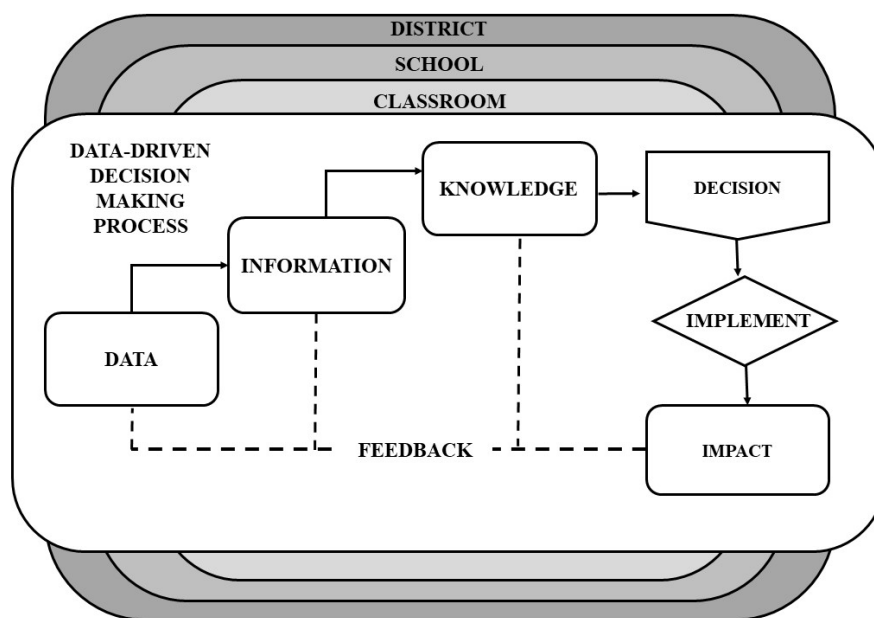 DISTRICT
SCHOOL
CLASSROOM
DATA-DRIVEN
DECISION
MAKING
PROCESS
KNOWLEDGE
DECISION
INFORMATION
IMPLEMENT
DATA
FEEDBACK
IMPACT